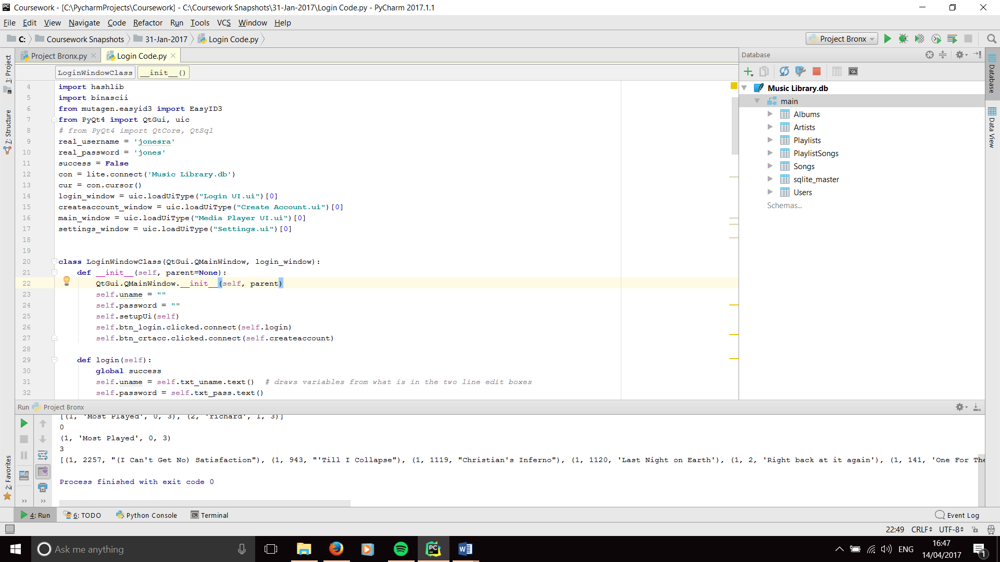 Coursework - [C:\PycharmProjects\Coursework] - C:\Coursework Snapshots\31-Jan-2017\Login Code.py - PyCharm 2017.1.1
File Edit View Navigate Code Refactor Run Tools VCS Window Help
C: Coursework Snapshots 31-Jan-2017 Login Code.py Project Bronx
Project Bronx.py Login Code.py
LoginWindowClass __init__()
4 import hashlib
5 import binascii
6 from mutagen.easyid3 import EasyID3
7 from PyQt4 import QtGui, uic
8 # from PyQt4 import QtCore, QtSql
9 real_username = 'jonesra'
10 real_password = 'jones'
11 success = False
12 con = lite.connect('Music Library.db')
13 cur = con.cursor()
14 login_window = uic.loadUiType("Login UI.ui")[0]
15 createaccount_window = uic.loadUiType("Create Account.ui")[0]
16 main_window = uic.loadUiType("Media Player UI.ui")[0]
17 settings_window = uic.loadUiType("Settings.ui")[0]
18
19
20 class LoginWindowClass(QtGui.QMainWindow, login_window):
21 def __init__(self, parent=None):
22 QtGui.QMainWindow.__init__(self, parent)
23 self.uname = ""
24 self.password = ""
25 self.setupUi(self)
26 self.btn_login.clicked.connect(self.login)
27 self.btn_crtacc.clicked.connect(self.createaccount)
28
29 def login(self):
30 global success
31 self.uname = self.txt_uname.text() # draws variables from what is in the two line edit boxes
32 self.password = self.txt_pass.text()
1: Project
7: Structure
2: Favorites
Database
Music Library.db
main
Albums
Artists
Playlists
PlaylistSongs
Songs
sqlite_master
Users
Schemas...
Database
Data View
Run Project Bronx
[(1, 'Most Played', 0, 3), (2, 'richard', 1, 3)]
0
(1, 'Most Played', 0, 3)
3
[(1, 2257, "(I Can't Get No) Satisfaction"), (1, 943, "'Till I Collapse"), (1, 1119, "Christian's Inferno"), (1, 1120, 'Last Night on Earth'), (1, 2, 'Right back at it again'), (1, 141, 'One For The
Process finished with exit code 0
4: Run 6: TODO Python Console Terminal Event Log
22:49 CRLF UTF-8
Ask me anything
ENG
16:47
14/04/2017
1